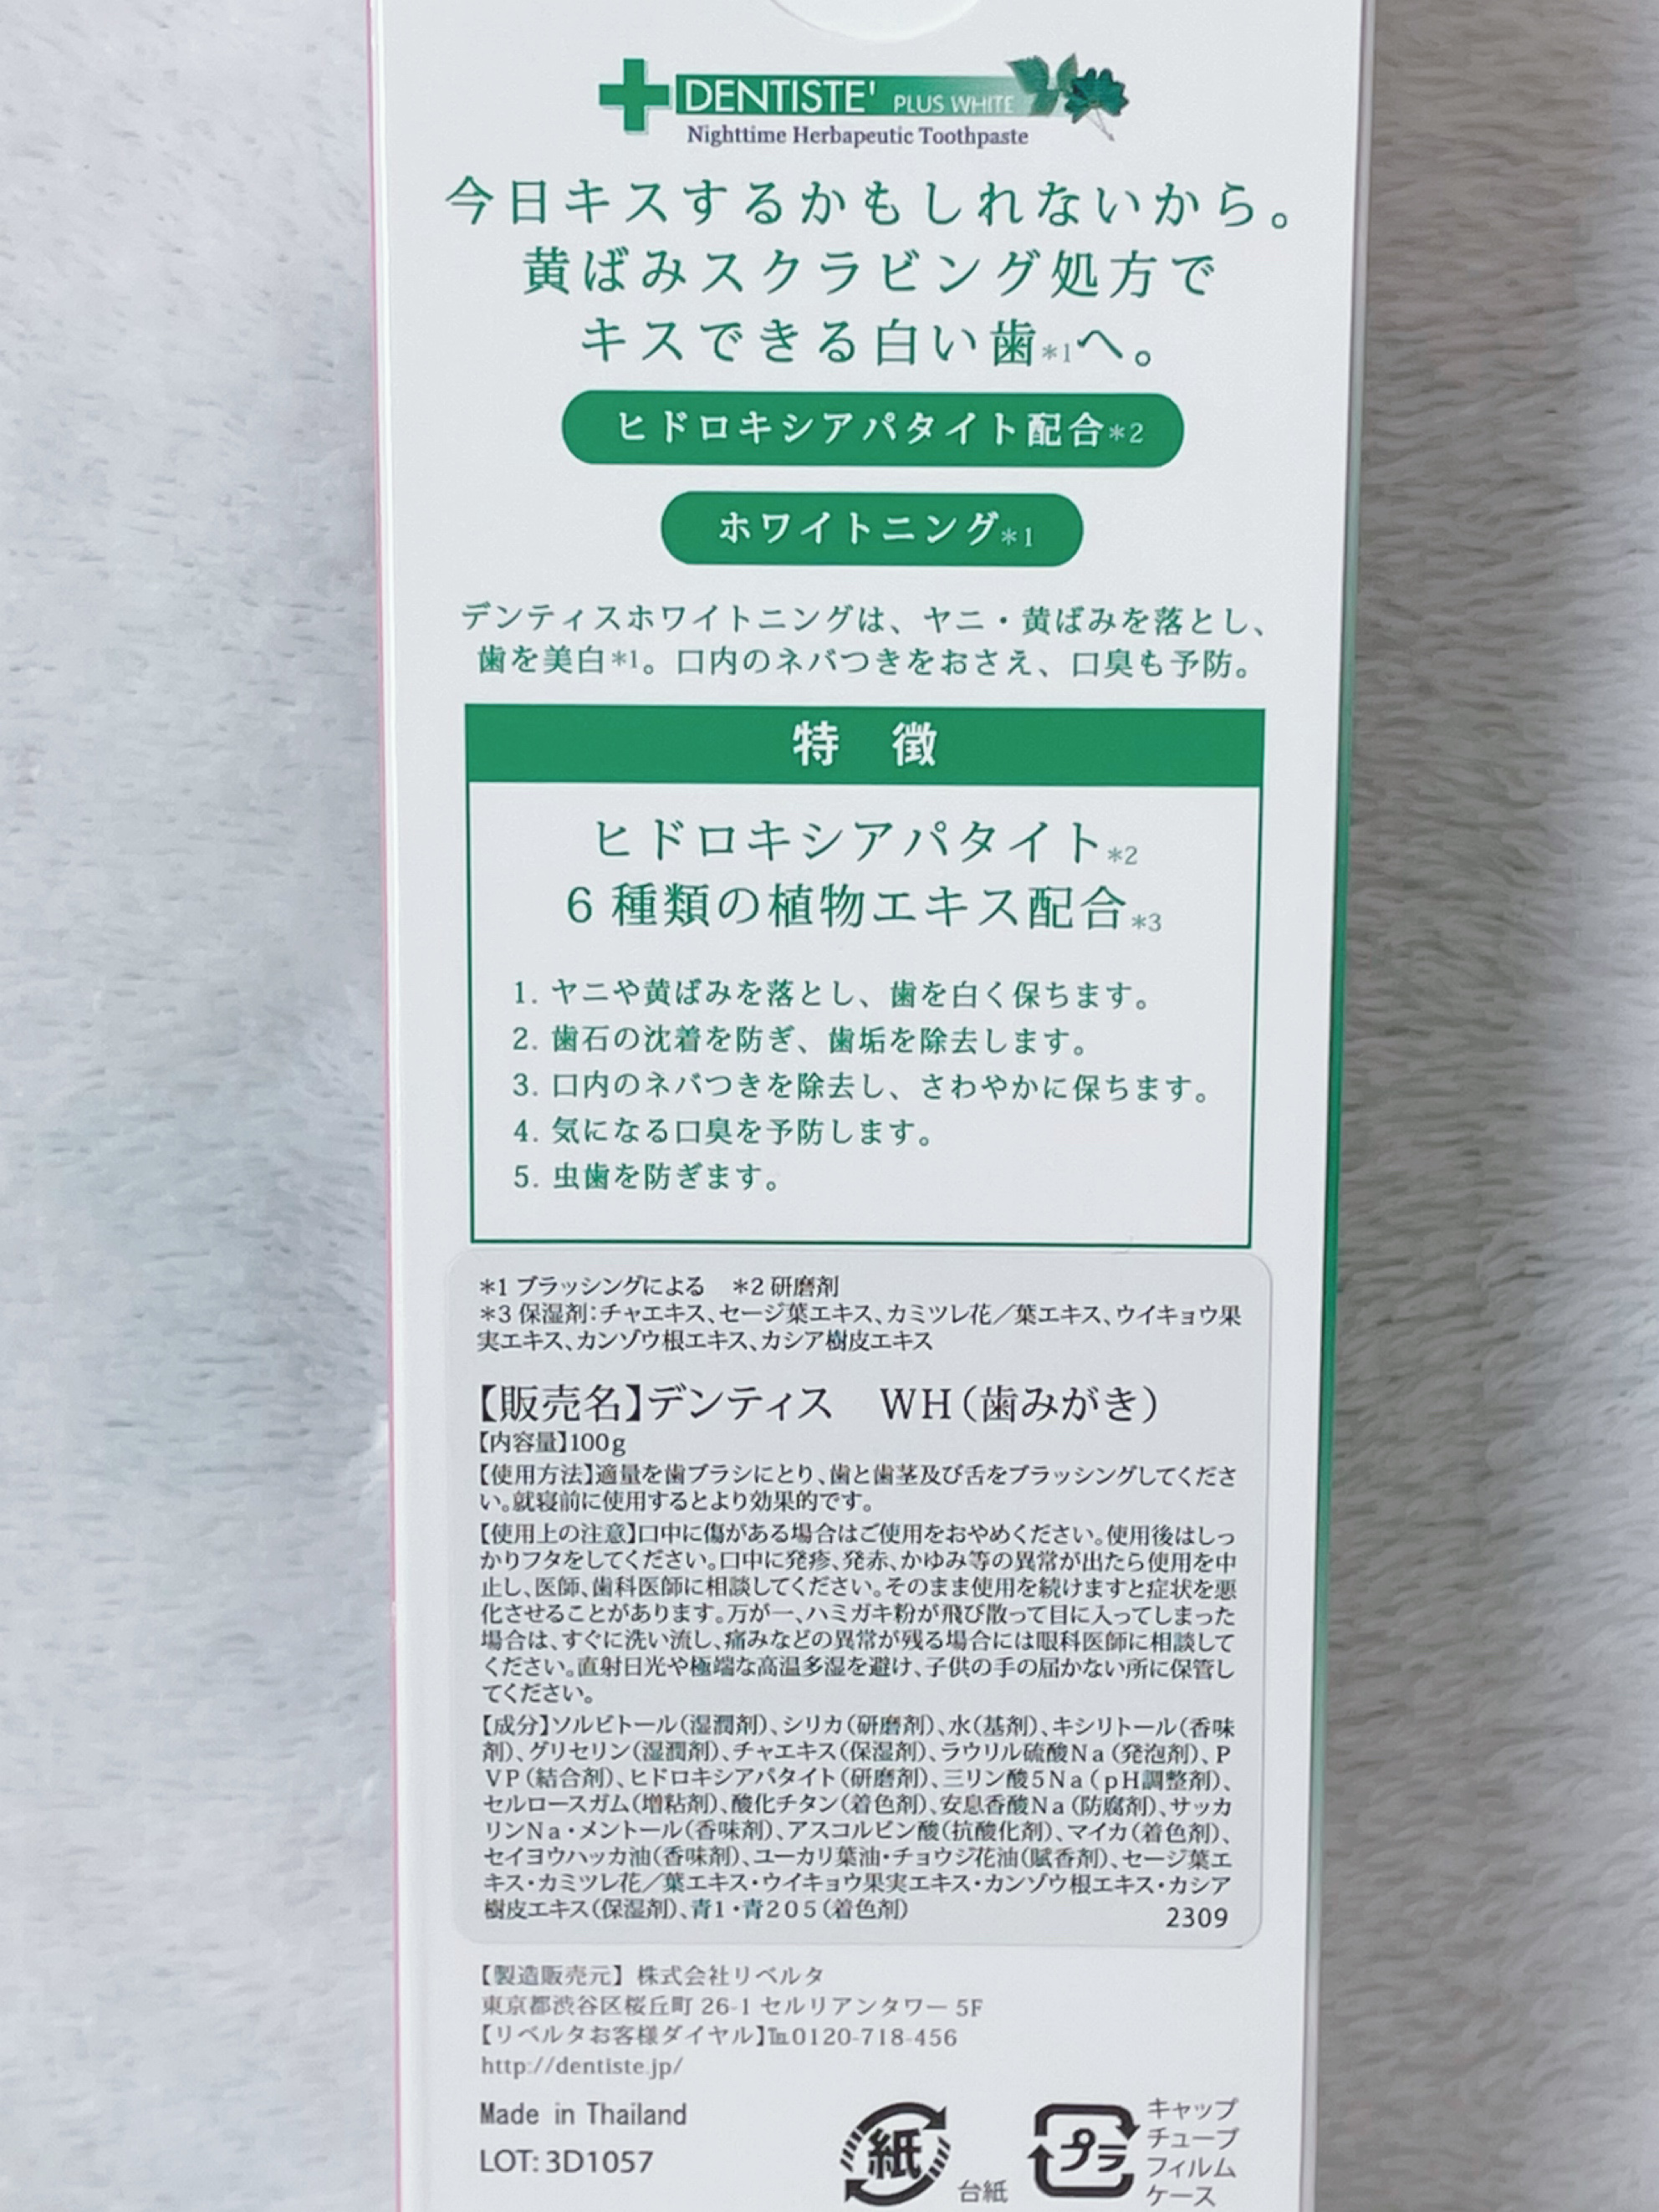 DENTISTE' PLUS WHITE
Nighttime Herbapeutic Toothpaste
今日キスするかもしれないから。
黄ばみスクラビング処方で
キスできる白い歯*1へ。
ヒドロキシアパタイト配合*2
ホワイトニング*1
デンティスホワイトニングは、ヤニ・黄ばみを落とし、
歯を美白*1。口内のネバつきをおさえ、口臭も予防。
特 徴
ヒドロキシアパタイト*2
6 種類の植物エキス配合*3
1. ヤニや黄ばみを落とし、歯を白く保ちます。
2. 歯石の沈着を防ぎ、歯垢を除去します。
3. 口内のネバつきを除去し、さわやかに保ちます。
4. 気になる口臭を予防します。
5. 虫歯を防ぎます。
*1 ブラッシングによる *2 研磨剤
*3 保湿剤：チャエキス、セージ葉エキス、カミツレ花／葉エキス、ウイキョウ果
実エキス、カンゾウ根エキス、カシア樹皮エキス
【販売名】デンティス WH（歯みがき）
【内容量】100g
【使用方法】適量を歯ブラシにとり、歯と歯茎及び舌をブラッシングしてくださ
い。就寝前に使用するとより効果的です。
【使用上の注意】口中に傷がある場合はご使用をおやめください。使用後はしっ
かりフタをしてください。口中に発疹、発赤、かゆみ等の異常が出たら使用を中
止し、医師、歯科医師に相談してください。そのまま使用を続けますと症状を悪
化させることがあります。万が一、ハミガキ粉が飛び散って目に入ってしまった
場合は、すぐに洗い流し、痛みなどの異常が残る場合には眼科医師に相談して
ください。直射日光や極端な高温多湿を避け、子供の手の届かない所に保管し
てください。
【成分】ソルビトール（湿潤剤）、シリカ（研磨剤）、水（基剤）、キシリトール（香味
剤）、グリセリン（湿潤剤）、チャエキス（保湿剤）、ラウリル硫酸Na（発泡剤）、P
VP（結合剤）、ヒドロキシアパタイト（研磨剤）、三リン酸5Na（pH調整剤）、
セルロースガム（増粘剤）、酸化チタン（着色剤）、安息香酸Na（防腐剤）、サッカ
リンNa・メントール（香味剤）、アスコルビン酸（抗酸化剤）、マイカ（着色剤）、
セイヨウハッカ油（香味剤）、ユーカリ葉油・チョウジ花油（賦香剤）、セージ葉エ
キス・カミツレ花／葉エキス・ウイキョウ果実エキス・カンゾウ根エキス・カシア
樹皮エキス（保湿剤）、青1・青205（着色剤）
2309
【製造販売元】株式会社リベルタ
東京都渋谷区桜丘町 26-1 セルリアンタワー 5F
【リベルタお客様ダイヤル】℡0120-718-456
http://dentiste.jp/
Made in Thailand
LOT: 3D1057
紙
台紙
プラ
キャップ
チューブ
フィルム
ケース